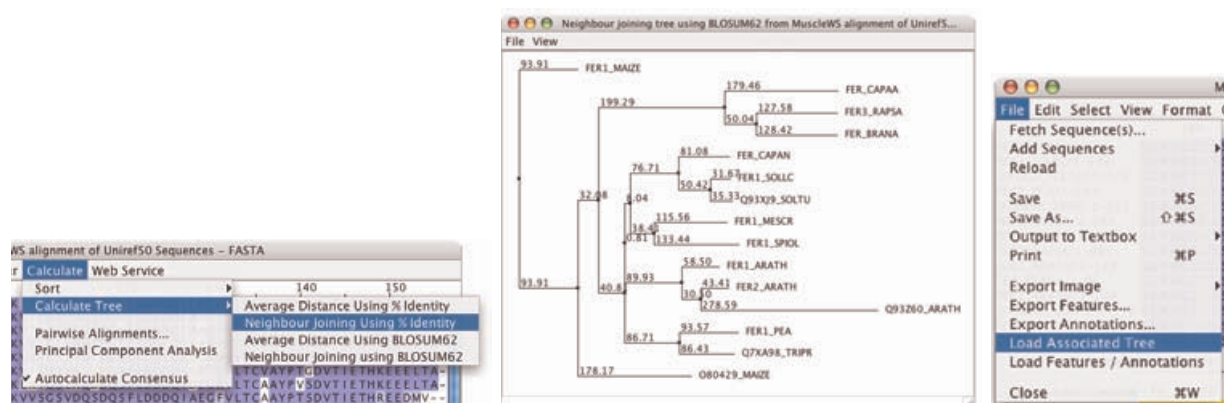 WS alignment of Uniref50 Sequences – FASTA
r Calculate Web Service
Sort
Calculate Tree
Pairwise Alignments...
Principal Component Analysis
✓ Autocalculate Consensus
140 150
Average Distance Using % Identity
Neighbour Joining Using % Identity
Average Distance Using BLOSUM62
Neighbour Joining using BLOSUM62
LTCVAYPTGDVTIETHKEEELTA-
KVVSGSVDQSDQSFLDDDQIAEGFVLTCAAYPTSDVTIETHREEDMV--
Neighbour joining tree using BLOSUM62 from MuscleWS alignment of Uniref5...
File View
93.91 FER1_MAIZE
179.46 FER_CAPAA
199.29
127.58 FER3_RAPSA
50.04
128.42 FER_BRANA
81.08 FER_CAPAN
76.71
31.67 FER1_SOLLC
50.42
35.33 Q93XJ9_SOLTU
32.08
115.56 FER1_MESCR
133.44 FER1_SPIOL
58.50 FER1_ARATH
89.93
43.41 FER2_ARATH
278.59 Q93Z60_ARATH
93.91
40.8
93.57 FER1_PEA
86.71
86.43 Q7XA98_TRIPR
178.17 O80429_MAIZE
M
File Edit Select View Format
Fetch Sequence(s)...
Add Sequences
Reload
Save ⌘S
Save As... ⇧⌘S
Output to Textbox
Print ⌘P
Export Image
Export Features...
Export Annotations...
Load Associated Tree
Load Features / Annotations
Close ⌘W